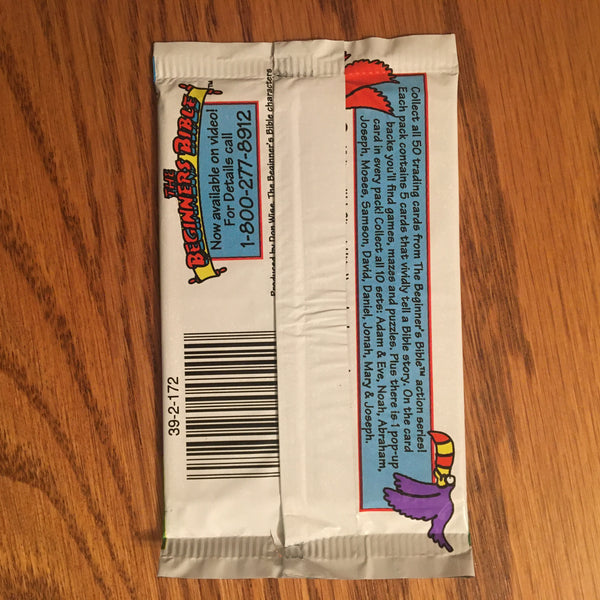 THE
BEGINNERS BIBLE™
Now available on video!
For Details call
1-800-277-8912
Produced by Don Wise. The Beginner's Bible characters
39-2-172
Collect all 50 trading cards from The Beginner's Bible™ action series!
Each pack contains 5 cards that vividly tell a Bible story. On the card
backs you'll find games, mazes and puzzles. Plus there is 1 pop-up
card in every pack! Collect all 10 sets: Adam & Eve, Noah, Abraham,
Joseph, Moses, Samson, David, Daniel, Jonah, Mary & Joseph.